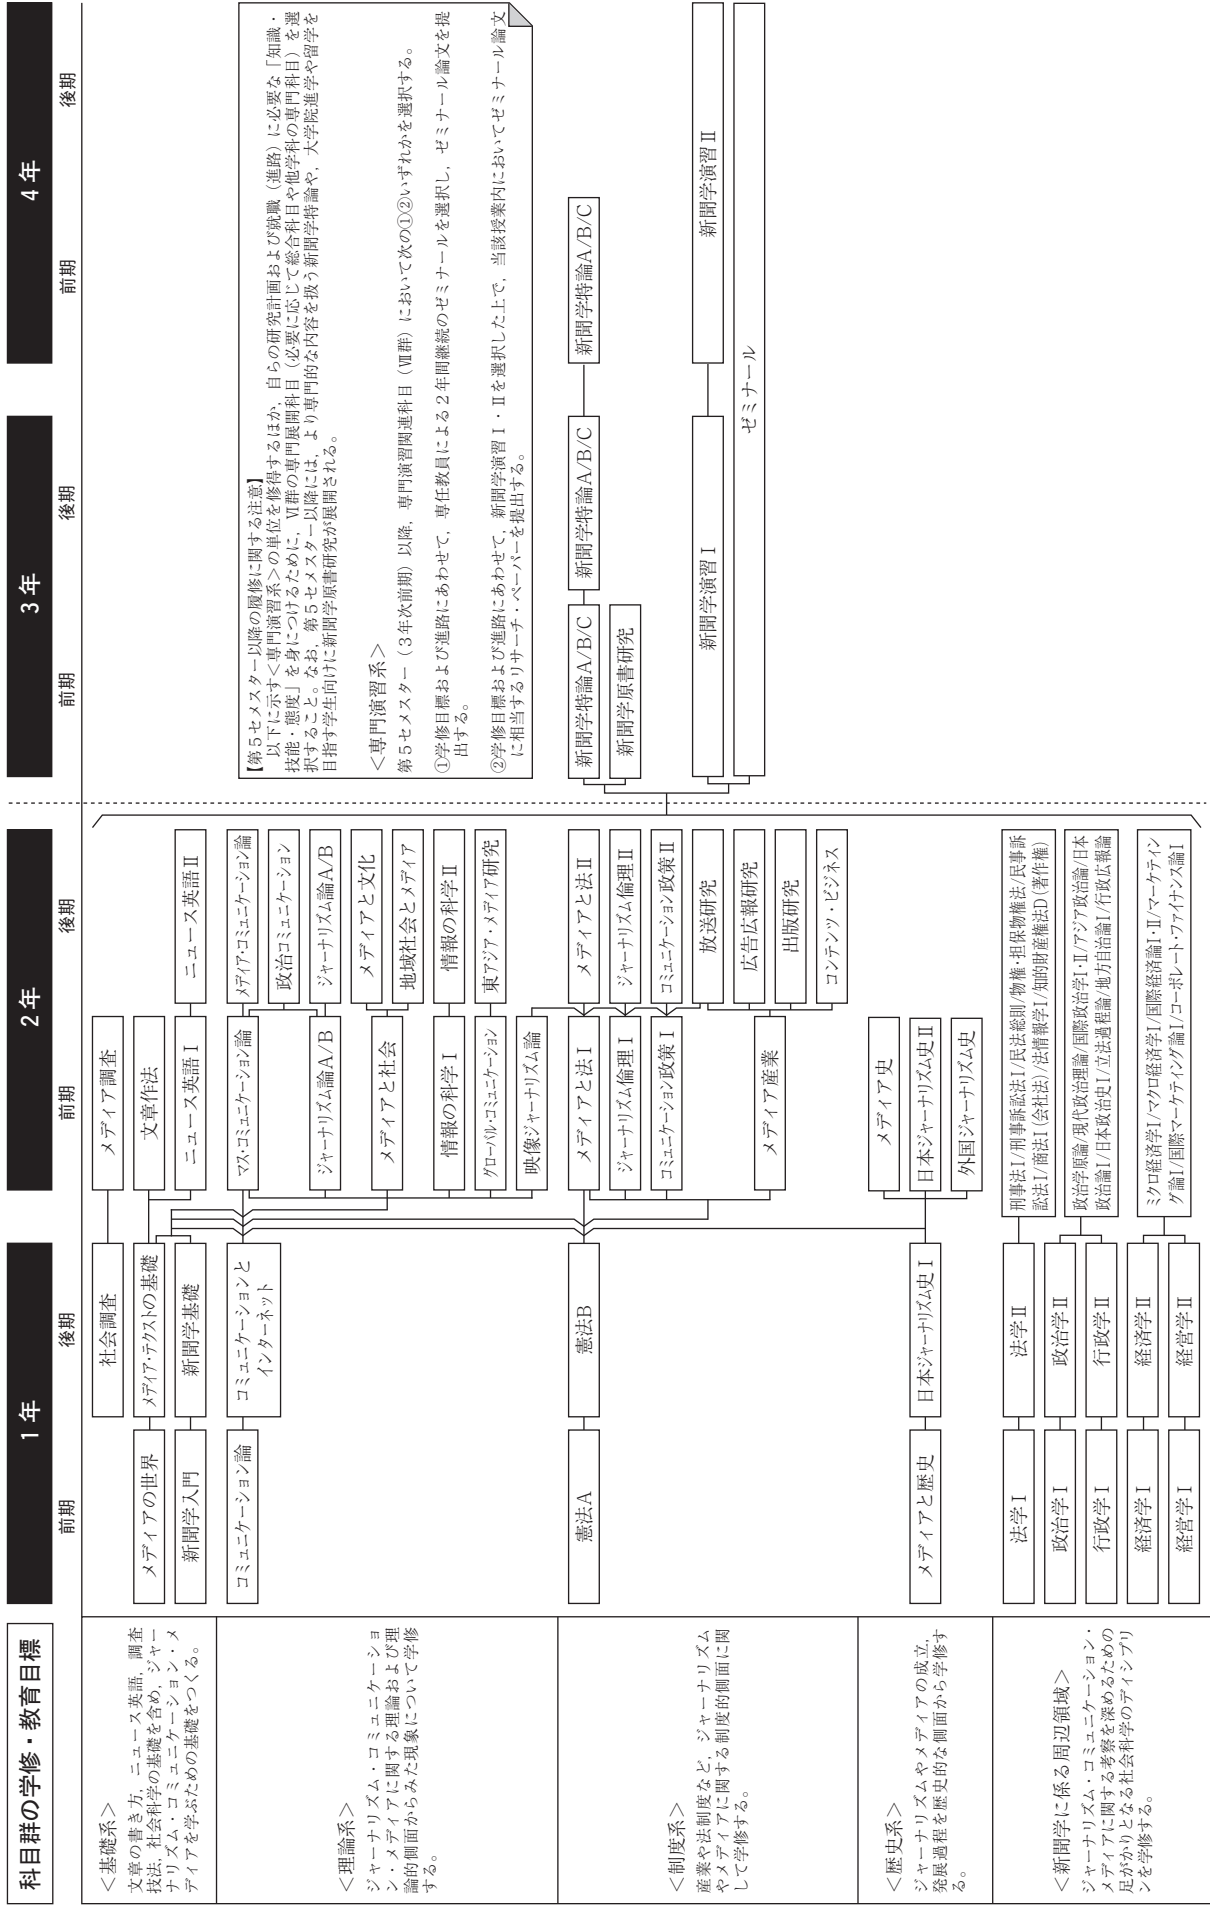 科目群の学修・教育目標
1年
2年
3年
4年
前期
後期
前期
後期
前期
後期
前期
後期
＜基礎系＞
文章の書き方，ニュース英語，調査
技法，社会科学の基礎を含め，ジャー
ナリズム・コミュニケーション・メ
ディアを学ぶための基礎をつくる。
社会調査
メディア調査
メディアの世界
メディア・テクストの基礎
文章作法
新聞学入門
新聞学基礎
ニュース英語Ⅰ
ニュース英語Ⅱ
＜理論系＞
ジャーナリズム・コミュニケーショ
ン・メディアに関する理論および理
論的側面からみた現象について学修
する。
コミュニケーション論
コミュニケーションと
インターネット
マス・コミュニケーション論
メディア・コミュニケーション論
政治コミュニケーション
ジャーナリズム論A/B
ジャーナリズム論A/B
メディアと社会
メディアと文化
地域社会とメディア
情報の科学Ⅰ
情報の科学Ⅱ
グローバル・コミュニケーション
東アジア・メディア研究
映像ジャーナリズム論
＜制度系＞
産業や法制度など，ジャーナリズム
やメディアに関する制度的側面に関
して学修する。
憲法A
憲法B
メディアと法Ⅰ
メディアと法Ⅱ
ジャーナリズム倫理Ⅰ
ジャーナリズム倫理Ⅱ
コミュニケーション政策Ⅰ
コミュニケーション政策Ⅱ
放送研究
メディア産業
広告広報研究
出版研究
コンテンツ・ビジネス
＜歴史系＞
ジャーナリズムやメディアの成立，
発展過程を歴史的な側面から学修す
る。
メディアと歴史
日本ジャーナリズム史Ⅰ
メディア史
日本ジャーナリズム史Ⅱ
外国ジャーナリズム史
＜新聞学に係る周辺領域＞
ジャーナリズム・コミュニケーション・
メディアに関する考察を深めるための
足がかりとなる社会科学のディシプリ
ンを学修する。
法学Ⅰ
法学Ⅱ
刑事法Ⅰ/刑事訴訟法Ⅰ/民法総則/物権・担保物権法/民事訴
訟法Ⅰ/商法Ⅰ(会社法)/法情報学Ⅰ/知的財産権法D(著作権)
政治学Ⅰ
政治学Ⅱ
行政学Ⅰ
行政学Ⅱ
政治学原論/現代政治理論/国際政治学Ⅰ・Ⅱ/アジア政治論/日本
政治論Ⅰ/日本政治史Ⅰ/立法過程論/地方自治論Ⅰ/行政広報論
経済学Ⅰ
経済学Ⅱ
経営学Ⅰ
経営学Ⅱ
ミクロ経済学Ⅰ/マクロ経済学Ⅰ/国際経済論Ⅰ・Ⅱ/マーケティン
グ論Ⅰ/国際マーケティング論Ⅰ/コーポレート・ファイナンス論Ⅰ
【第５セメスター以降の履修に関する注意】
以下に示す＜専門演習系＞の単位を修得するほか，自らの研究計画および就職（進路）に必要な「知識・
技能・態度」を身につけるために，Ⅵ群の専門展開科目（必要に応じて総合科目や他学科の専門科目）を選
択すること。なお，第５セメスター以降には，より専門的な内容を扱う新聞学特論や，大学院進学や留学を
目指す学生向けに新聞学原書研究が展開される。
＜専門演習系＞
第５セメスター（３年次前期）以降，専門演習関連科目（Ⅶ群）において次の①②いずれかを選択する。
①学修目標および進路にあわせて，専任教員による２年間継続のゼミナールを選択し，ゼミナール論文を提
出する。
②学修目標および進路にあわせて，新聞学演習Ⅰ・Ⅱを選択した上で，当該授業内においてゼミナール論文
に相当するリサーチ・ペーパーを提出する。
新聞学特論A/B/C
新聞学特論A/B/C
新聞学特論A/B/C
新聞学原書研究
新聞学演習Ⅰ
新聞学演習Ⅱ
ゼミナール